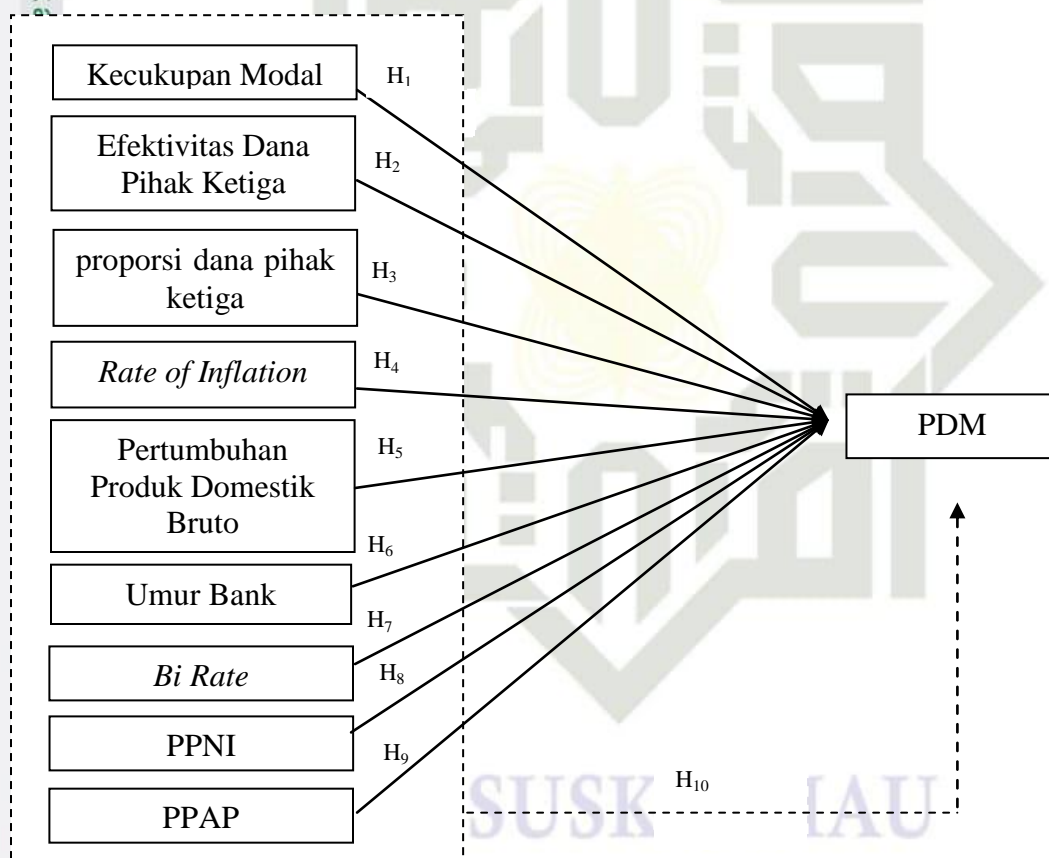 Kecukupan Modal
H₁
Efektivitas Dana
Pihak Ketiga
H₂
proporsi dana pihak
ketiga
H₃
Rate of Inflation
H₄
PDM
Pertumbuhan
Produk Domestik
Bruto
H₅
H₆
Umur Bank
H₇
Bi Rate
H₈
PPNI
H₉
PPAP
H₁₀
SUSK